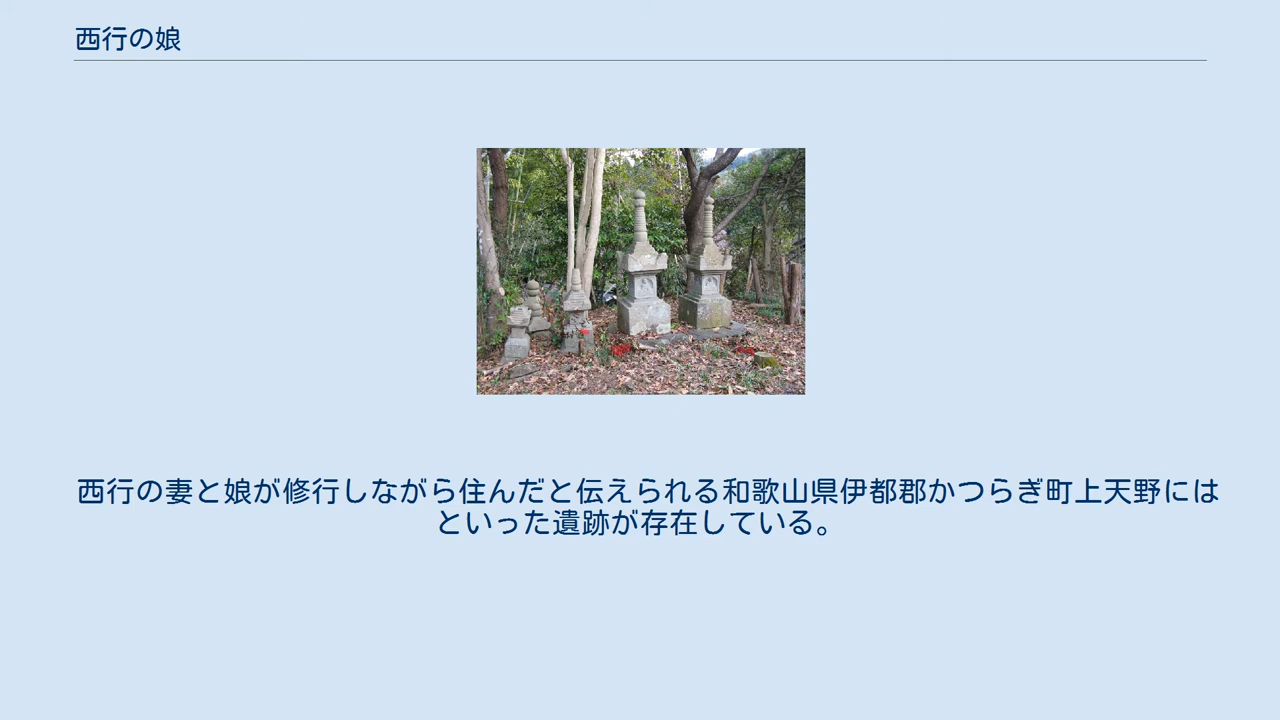 西行の娘
西行の妻と娘が修行しながら住んだと伝えられる和歌山県伊都郡かつらぎ町上天野には
といった遺跡が存在している。